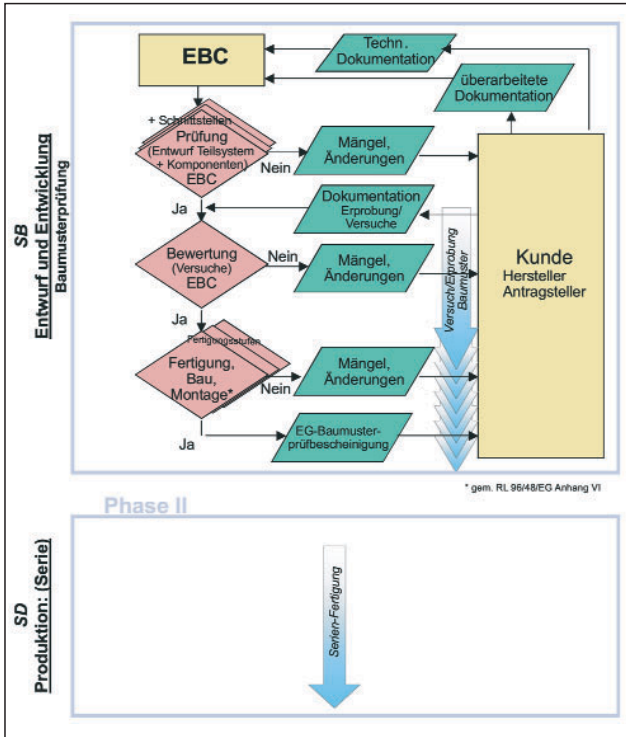 EBC
Techn.
Dokumentation
überarbeitete
Dokumentation
+ Schnittstellen
Prüfung
(Entwurf Teilsystem
+ Komponenten)
EBC
Nein
Mängel,
Änderungen
Ja
Dokumentation
Erprobung/
Versuche
Kunde
Hersteller
Antragsteller
Bewertung
(Versuche)
EBC
Nein
Mängel,
Änderungen
Versuch/Erprobung
Baumuster
Ja
Fertigungsstufen
Fertigung,
Bau,
Montage*
Nein
Mängel,
Änderungen
Ja
EG-Baumuster-
prüfbescheinigung
SB
Entwurf und Entwicklung
Baumusterprüfung
* gem. RL 96/48/EG Anhang VI
Phase II
SD
Produktion: (Serie)
Serien-Fertigung